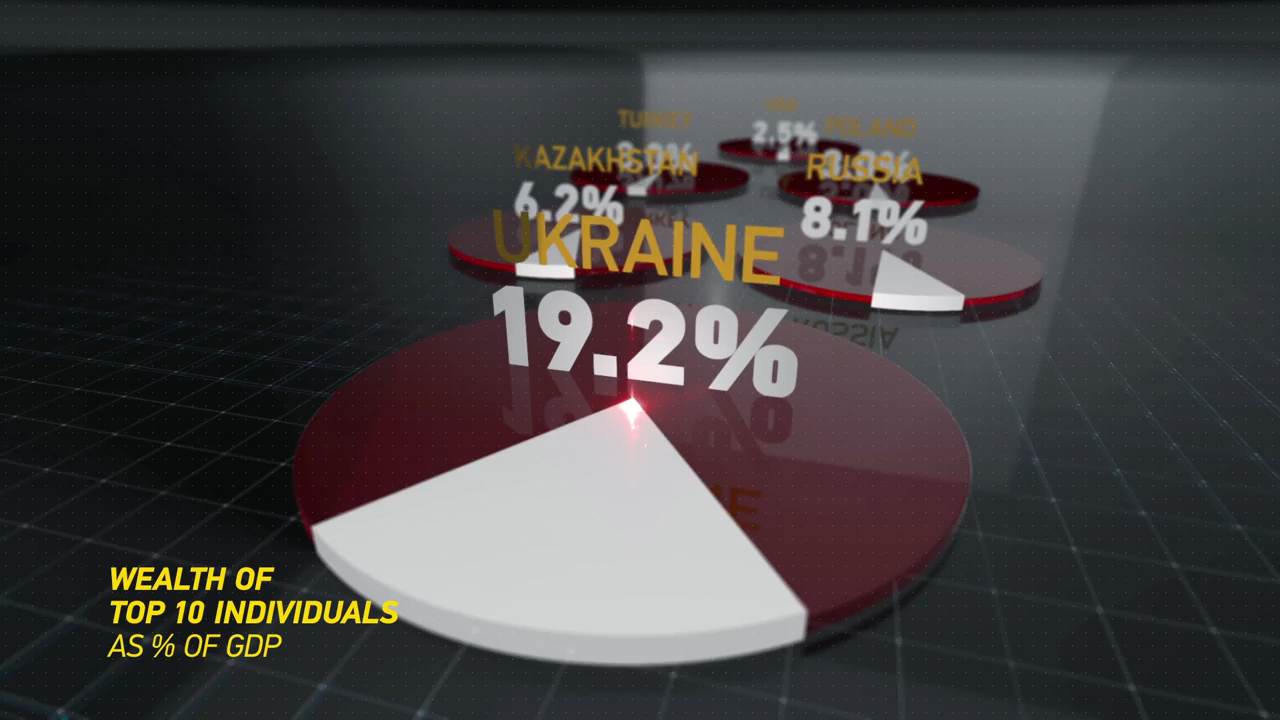 USA
2.5%
TURKEY
POLAND
KAZAKHSTAN
6.2%
RUSSIA
8.1%
UKRAINE
19.2%
WEALTH OF
TOP 10 INDIVIDUALS
AS % OF GDP